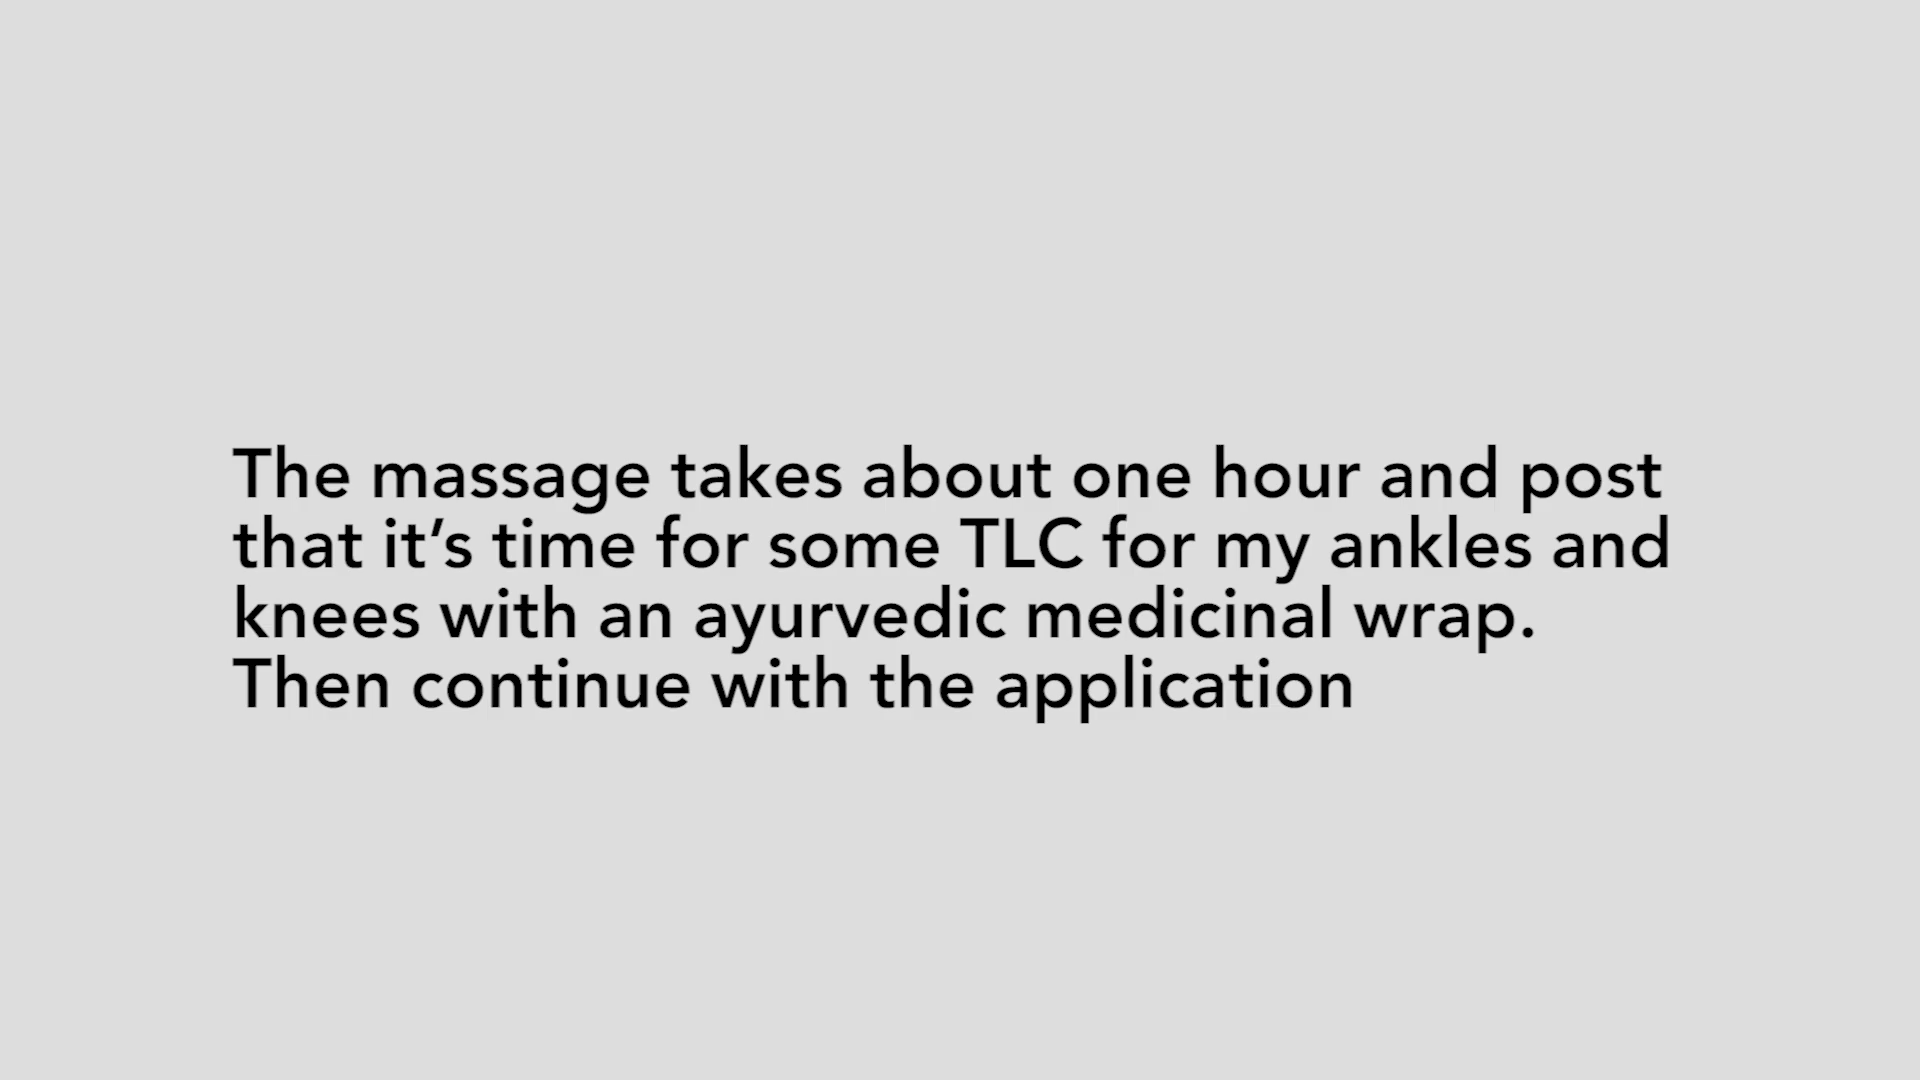 The massage takes about one hour and post
that it’s time for some TLC for my ankles and
knees with an ayurvedic medicinal wrap.
Then continue with the application